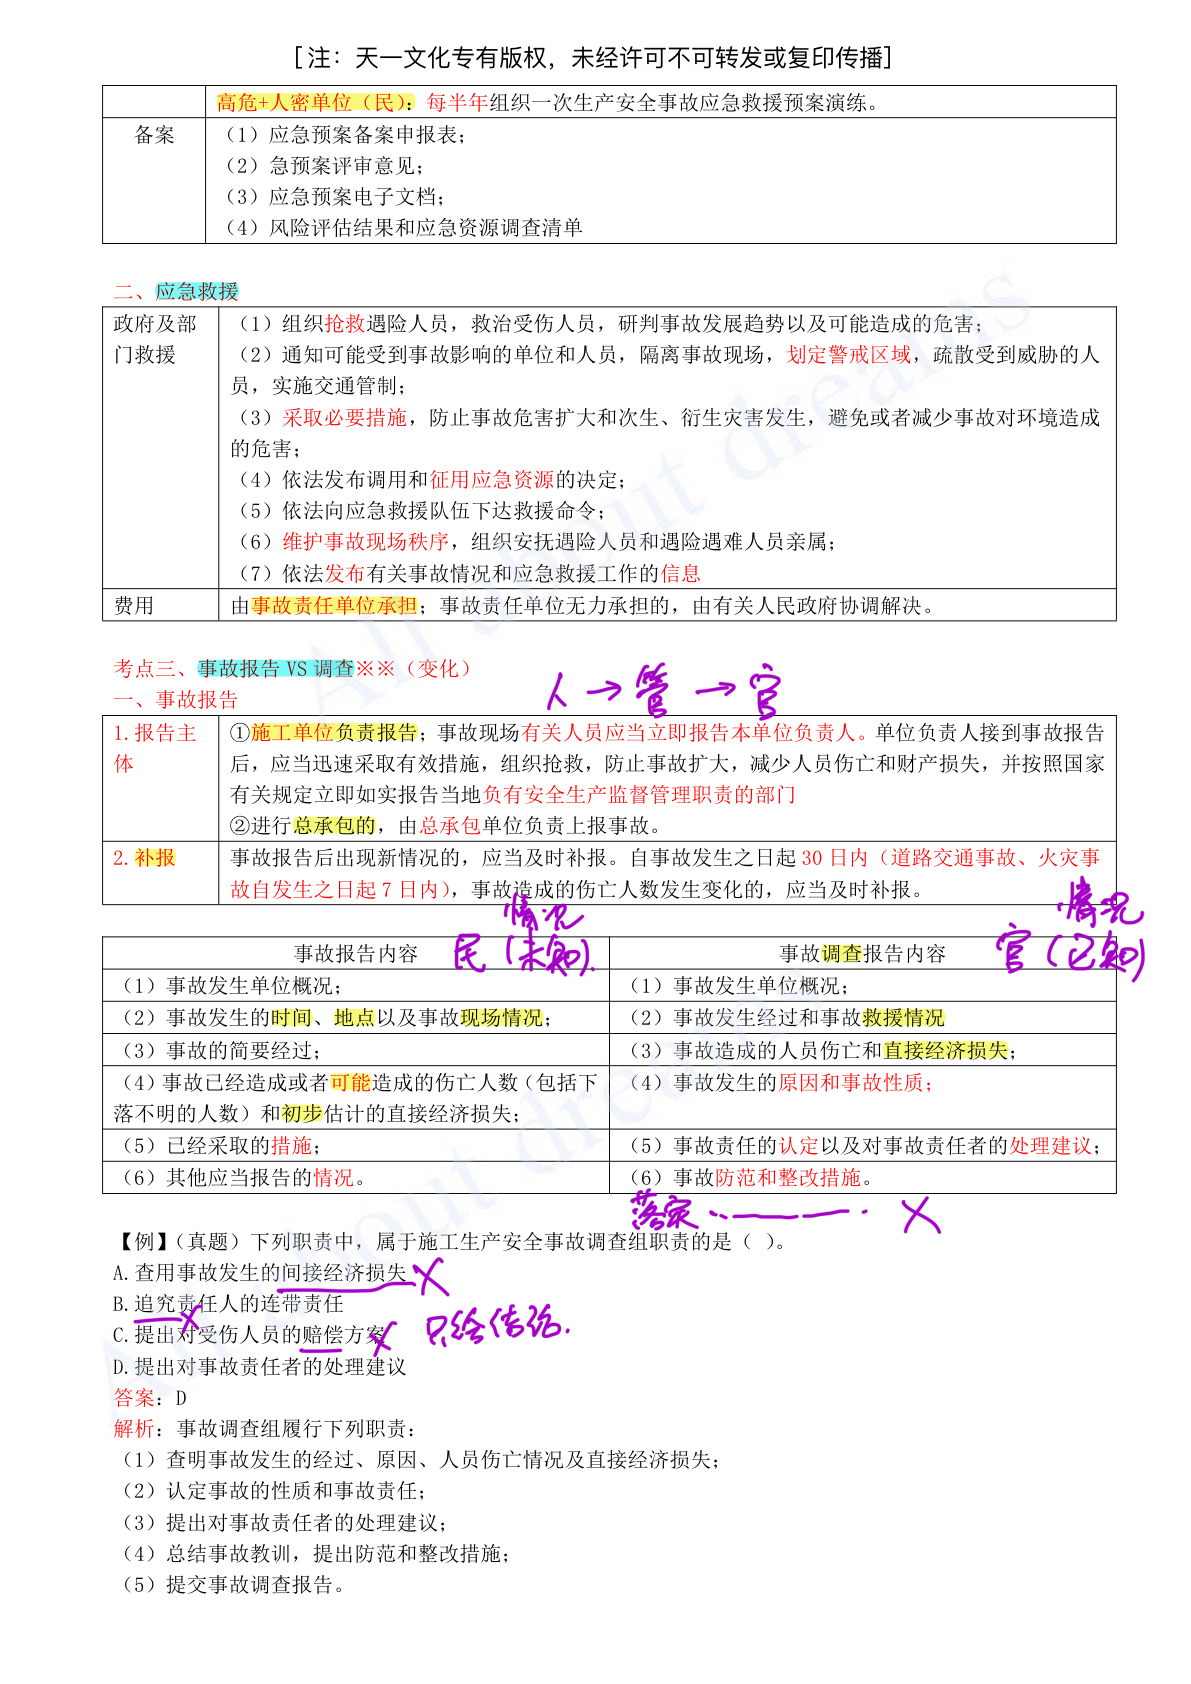 [注：天一文化专有版权，未经许可不可转发或复印传播]
高危+人密单位（民）：每半年组织一次生产安全事故应急救援预案演练。
备案
（1）应急预案备案申报表；
（2）急预案评审意见；
（3）应急预案电子文档；
（4）风险评估结果和应急资源调查清单
二、应急救援
政府及部
门救援
（1）组织抢救遇险人员，救治受伤人员，研判事故发展趋势以及可能造成的危害；
（2）通知可能受到事故影响的单位和人员，隔离事故现场，划定警戒区域，疏散受到威胁的人
员，实施交通管制；
（3）采取必要措施，防止事故危害扩大和次生、衍生灾害发生，避免或者减少事故对环境造成
的危害；
（4）依法发布调用和征用应急资源的决定；
（5）依法向应急救援队伍下达救援命令；
（6）维护事故现场秩序，组织安抚遇险人员和遇险遇难人员亲属；
（7）依法发布有关事故情况和应急救援工作的信息
费用
由事故责任单位承担；事故责任单位无力承担的，由有关人民政府协调解决。
考点三、事故报告 VS 调查※※（变化）
一、事故报告
人→管→官
1.报告主
体
①施工单位负责报告；事故现场有关人员应当立即报告本单位负责人。单位负责人接到事故报告
后，应当迅速采取有效措施，组织抢救，防止事故扩大，减少人员伤亡和财产损失，并按照国家
有关规定立即如实报告当地负有安全生产监督管理职责的部门
②进行总承包的，由总承包单位负责上报事故。
2.补报
事故报告后出现新情况的，应当及时补报。自事故发生之日起 30 日内（道路交通事故、火灾事
故自发生之日起 7 日内），事故造成的伤亡人数发生变化的，应当及时补报。
情况
情况
事故报告内容
民（未知）.
事故调查报告内容
官（已知）
（1）事故发生单位概况；
（1）事故发生单位概况；
（2）事故发生的时间、地点以及事故现场情况；
（2）事故发生经过和事故救援情况
（3）事故的简要经过；
（3）事故造成的人员伤亡和直接经济损失；
（4）事故已经造成或者可能造成的伤亡人数（包括下
落不明的人数）和初步估计的直接经济损失；
（4）事故发生的原因和事故性质；
（5）已经采取的措施；
（5）事故责任的认定以及对事故责任者的处理建议；
（6）其他应当报告的情况。
（6）事故防范和整改措施。
落实 X
【例】（真题）下列职责中，属于施工生产安全事故调查组职责的是（ ）。
A.查用事故发生的间接经济损失 X
B.追究责任人的连带责任 X
C.提出对受伤人员的赔偿方案 X 只给结论.
D.提出对事故责任者的处理建议
答案：D
解析：事故调查组履行下列职责：
（1）查明事故发生的经过、原因、人员伤亡情况及直接经济损失；
（2）认定事故的性质和事故责任；
（3）提出对事故责任者的处理建议；
（4）总结事故教训，提出防范和整改措施；
（5）提交事故调查报告。
All about dreams
All about dreams